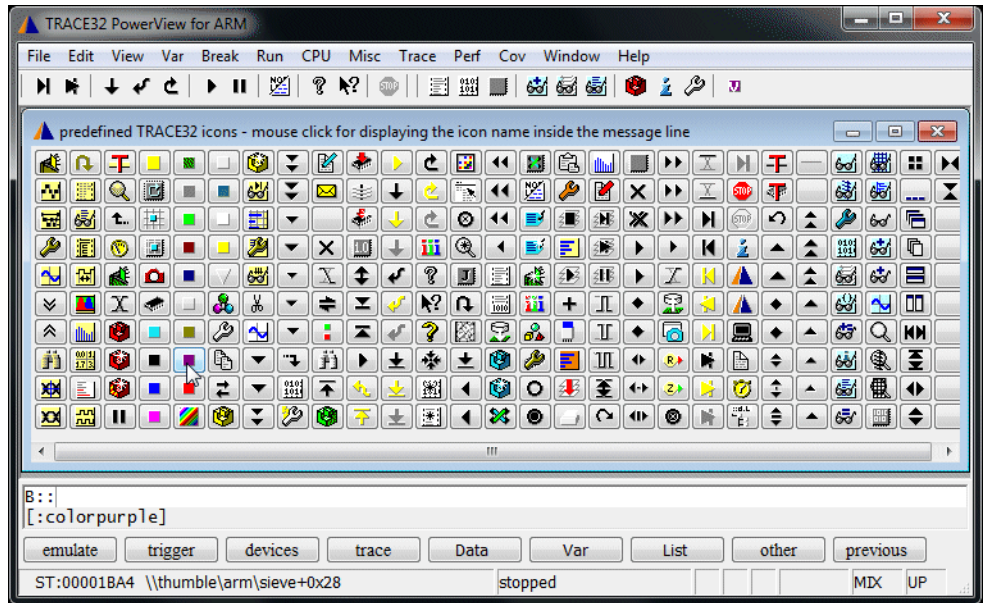 TRACE32 PowerView for ARM
File Edit View Var Break Run CPU Misc Trace Perf Cov Window Help
STOP
predefined TRACE32 icons - mouse click for displaying the icon name inside the message line
B::
[:colorpurple]
emulate trigger devices trace Data Var List other previous
ST:00001BA4 \\thumble\arm\sieve+0x28 stopped MIX UP